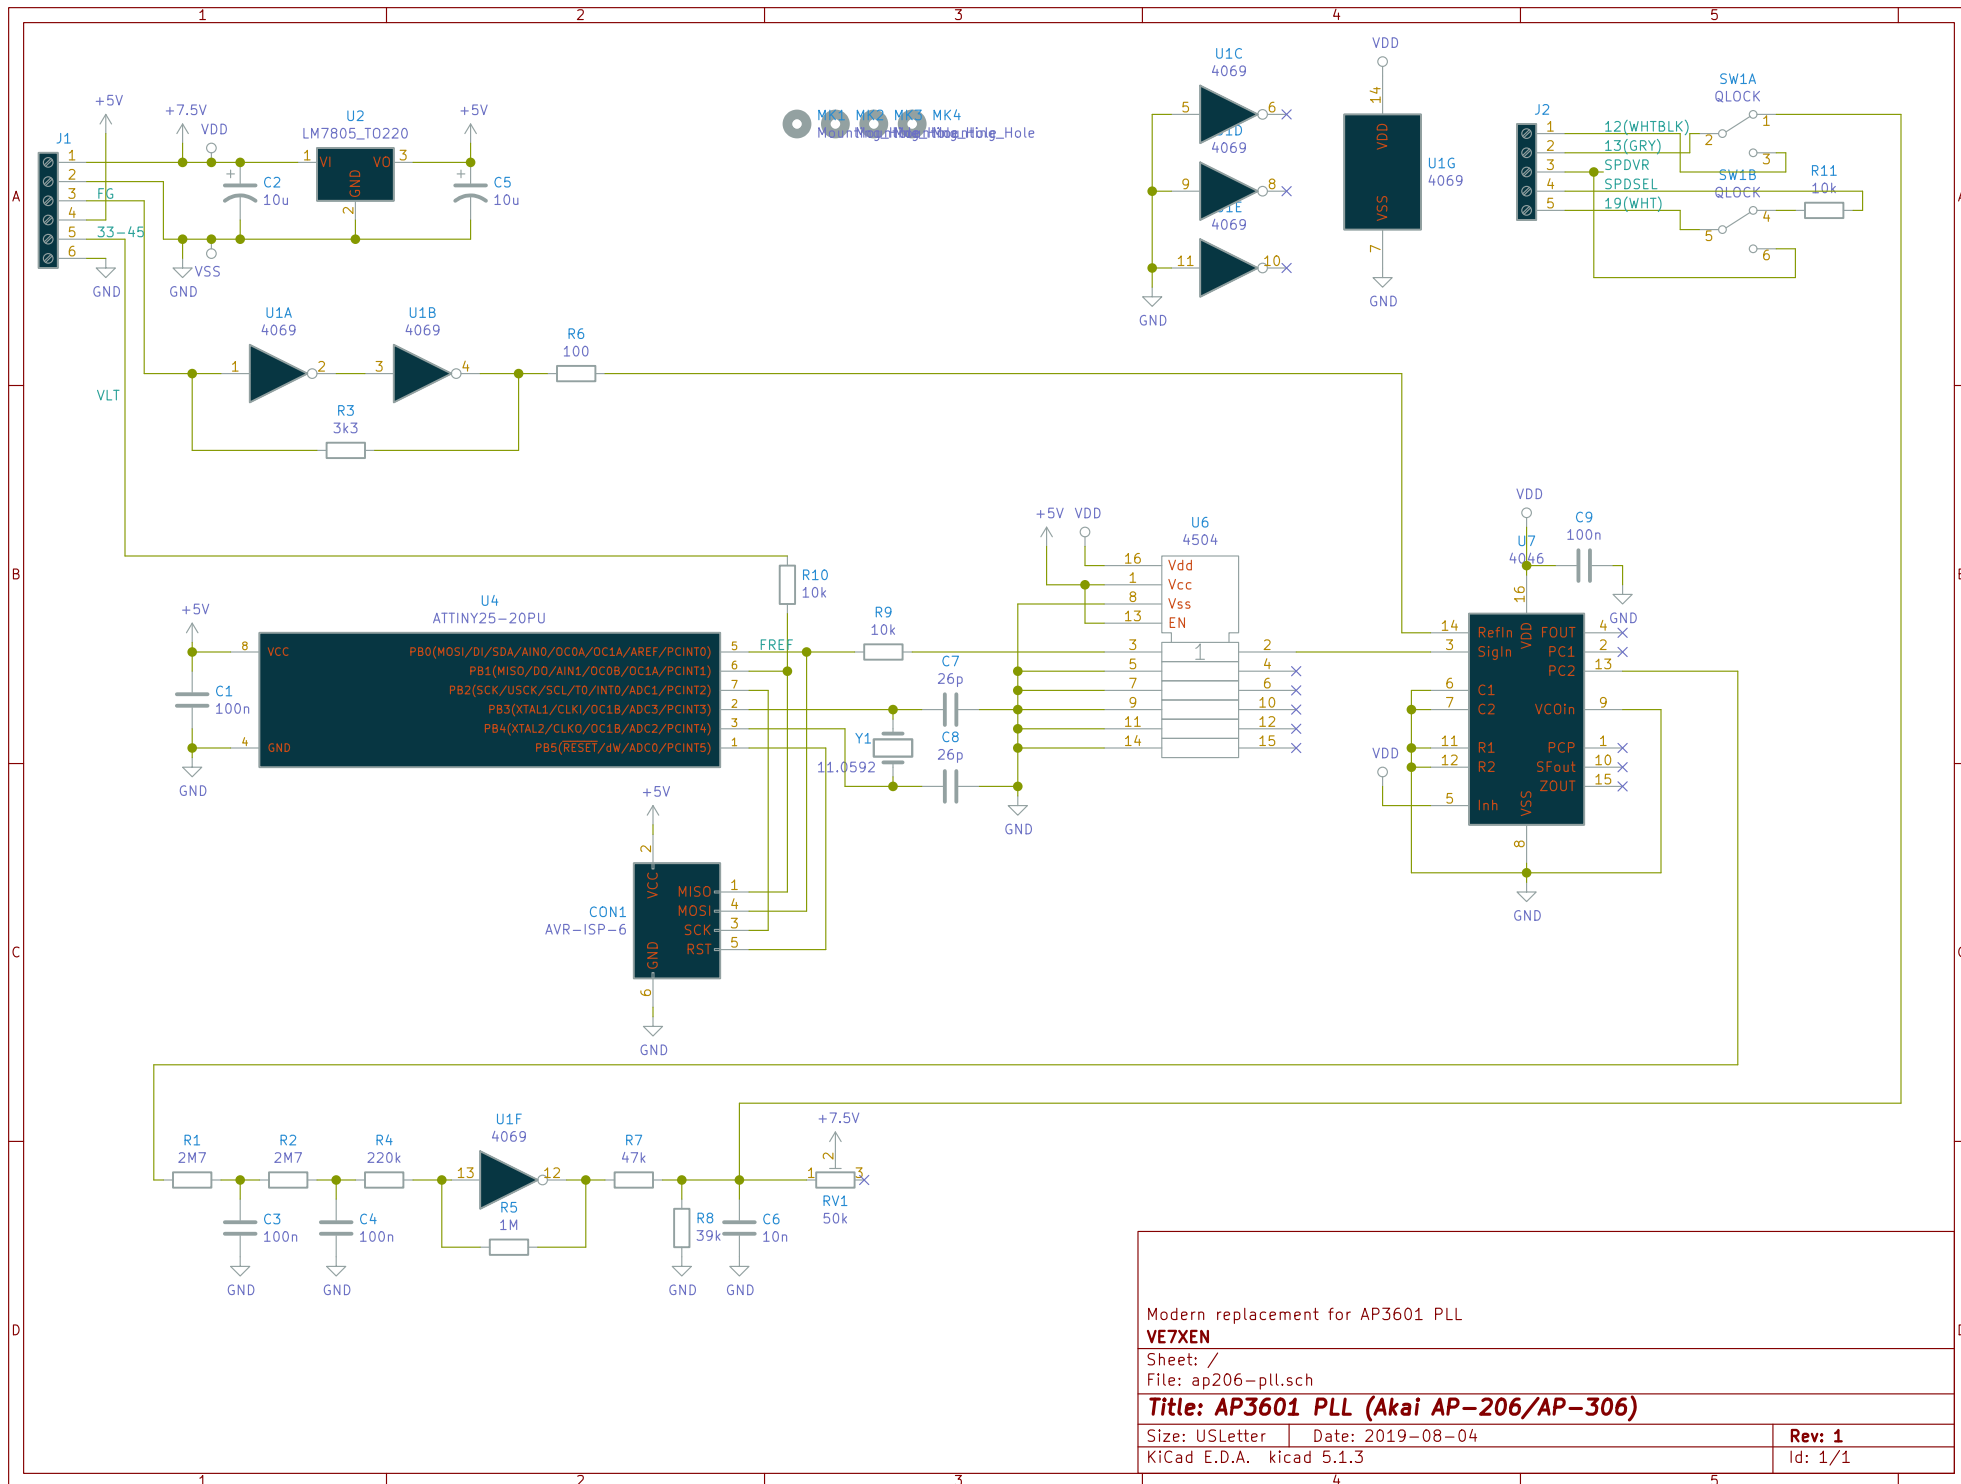 1 2 3 4 5
A
B
C
D
J1
1
2
3
4
5
6
+5V
FG
33-45
VLT
GND
+7.5V
VDD
VSS
GND
C2
10u
U2
LM7805_TO220
1 VI VO 3
GND
2
+5V
C5
10u
MK1 MK2 MK3 MK4
Mounting_Hole
U1C
4069
5 6
U1D
4069
9 8
U1E
4069
11 10
GND
VDD
14
VDD
U1G
4069
VSS
7
GND
J2
1 12(WHTBLK)
2 13(GRY)
3 SPDVR
4 SPDSEL
5 19(WHT)
SW1A
QLOCK
1
2
3
SW1B
QLOCK
4
5
6
R11
10k
U1A
4069
1 2
U1B
4069
3 4
R3
3k3
R6
100
+5V
C1
100n
GND
U4
ATTINY25-20PU
8 VCC
4 GND
PB0(MOSI/DI/SDA/AIN0/OC0A/OC1A/AREF/PCINT0) 5
PB1(MISO/DO/AIN1/OC0B/OC1A/PCINT1) 6
PB2(SCK/USCK/SCL/T0/INT0/ADC1/PCINT2) 7
PB3(XTAL1/CLKI/OC1B/ADC3/PCINT3) 2
PB4(XTAL2/CLKO/OC1B/ADC2/PCINT4) 3
PB5(RESET/dW/ADC0/PCINT5) 1
FREF
R10
10k
R9
10k
C7
26p
C8
26p
Y1
11.0592
GND
+5V VDD
U6
4504
16 Vdd
1 Vcc
8 Vss
13 EN
3 1 2
5 4
7 6
9 10
11 12
14 15
VDD
U7
4046
C9
100n
GND
16
VDD
14 RefIn FOUT 4
3 SigIn PC1 2
PC2 13
6 C1
7 C2 VCOin 9
11 R1 PCP 1
12 R2 SFout 10
ZOUT 15
5 Inh
VSS
8
VDD
GND
+5V
2
VCC
CON1
AVR-ISP-6
MISO 1
MOSI 4
SCK 3
RST 5
GND
6
GND
R1
2M7
C3
100n
GND
R2
2M7
C4
100n
GND
R4
220k
U1F
4069
13 12
R5
1M
R7
47k
R8
39k
GND
C6
10n
GND
+7.5V
1 2 3
RV1
50k
Modern replacement for AP3601 PLL
VE7XEN
Sheet: /
File: ap206-pll.sch
Title: AP3601 PLL (Akai AP-206/AP-306)
Size: USLetter Date: 2019-08-04 Rev: 1
KiCad E.D.A. kicad 5.1.3 Id: 1/1
1 2 3 4 5